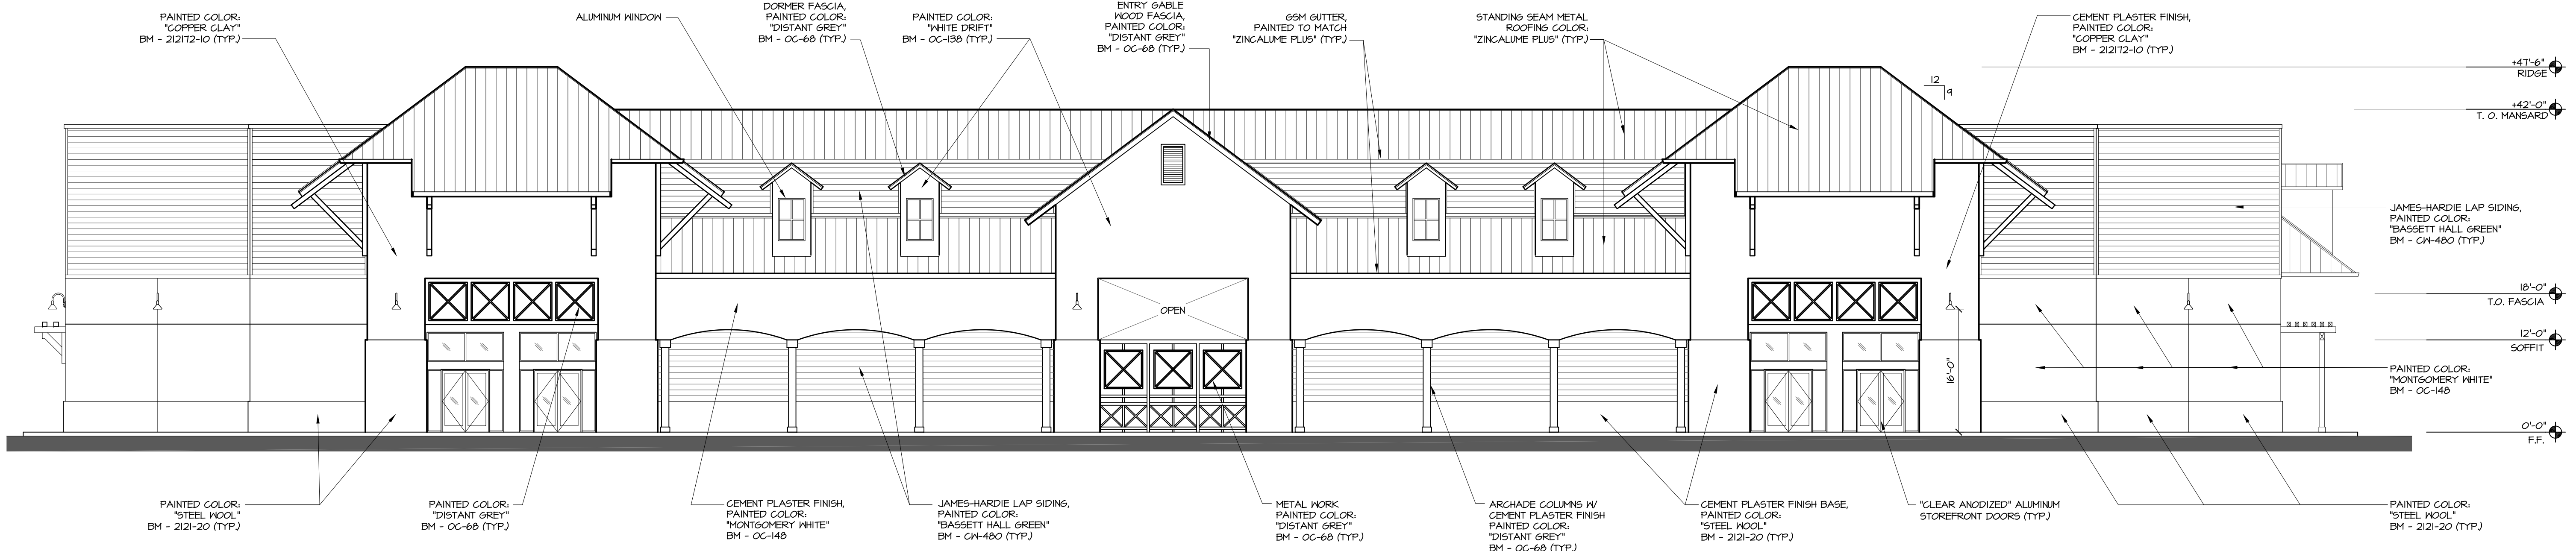 PAINTED COLOR:
"COPPER CLAY"
BM - 212172-10 (TYP.)
ALUMINUM WINDOW
DORMER FASCIA,
PAINTED COLOR:
"DISTANT GREY"
BM - OC-68 (TYP.)
PAINTED COLOR:
"WHITE DRIFT"
BM - OC-138 (TYP.)
ENTRY GABLE
WOOD FASCIA,
PAINTED COLOR:
"DISTANT GREY"
BM - OC-68 (TYP.)
GSM GUTTER,
PAINTED TO MATCH
"ZINCALUME PLUS" (TYP.)
STANDING SEAM METAL
ROOFING COLOR:
"ZINCALUME PLUS" (TYP.)
CEMENT PLASTER FINISH,
PAINTED COLOR:
"COPPER CLAY"
BM - 212172-10 (TYP.)
12
9
+47'-6"
RIDGE
+42'-0"
T. O. MANSARD
JAMES-HARDIE LAP SIDING,
PAINTED COLOR:
"BASSETT HALL GREEN"
BM - CW-480 (TYP.)
18'-0"
T.O. FASCIA
OPEN
12'-0"
SOFFIT
16'-0"
PAINTED COLOR:
"MONTGOMERY WHITE"
BM - OC-148
0'-0"
F.F.
PAINTED COLOR:
"STEEL WOOL"
BM - 2121-20 (TYP.)
PAINTED COLOR:
"DISTANT GREY"
BM - OC-68 (TYP.)
CEMENT PLASTER FINISH,
PAINTED COLOR:
"MONTGOMERY WHITE"
BM - OC-148
JAMES-HARDIE LAP SIDING,
PAINTED COLOR:
"BASSETT HALL GREEN"
BM - CW-480 (TYP.)
METAL WORK
PAINTED COLOR:
"DISTANT GREY"
BM - OC-68 (TYP.)
ARCHADE COLUMNS W/
CEMENT PLASTER FINISH
PAINTED COLOR:
"DISTANT GREY"
BM - OC-68 (TYP.)
CEMENT PLASTER FINISH BASE,
PAINTED COLOR:
"STEEL WOOL"
BM - 2121-20 (TYP.)
"CLEAR ANODIZED" ALUMINUM
STOREFRONT DOORS (TYP.)
PAINTED COLOR:
"STEEL WOOL"
BM - 2121-20 (TYP.)